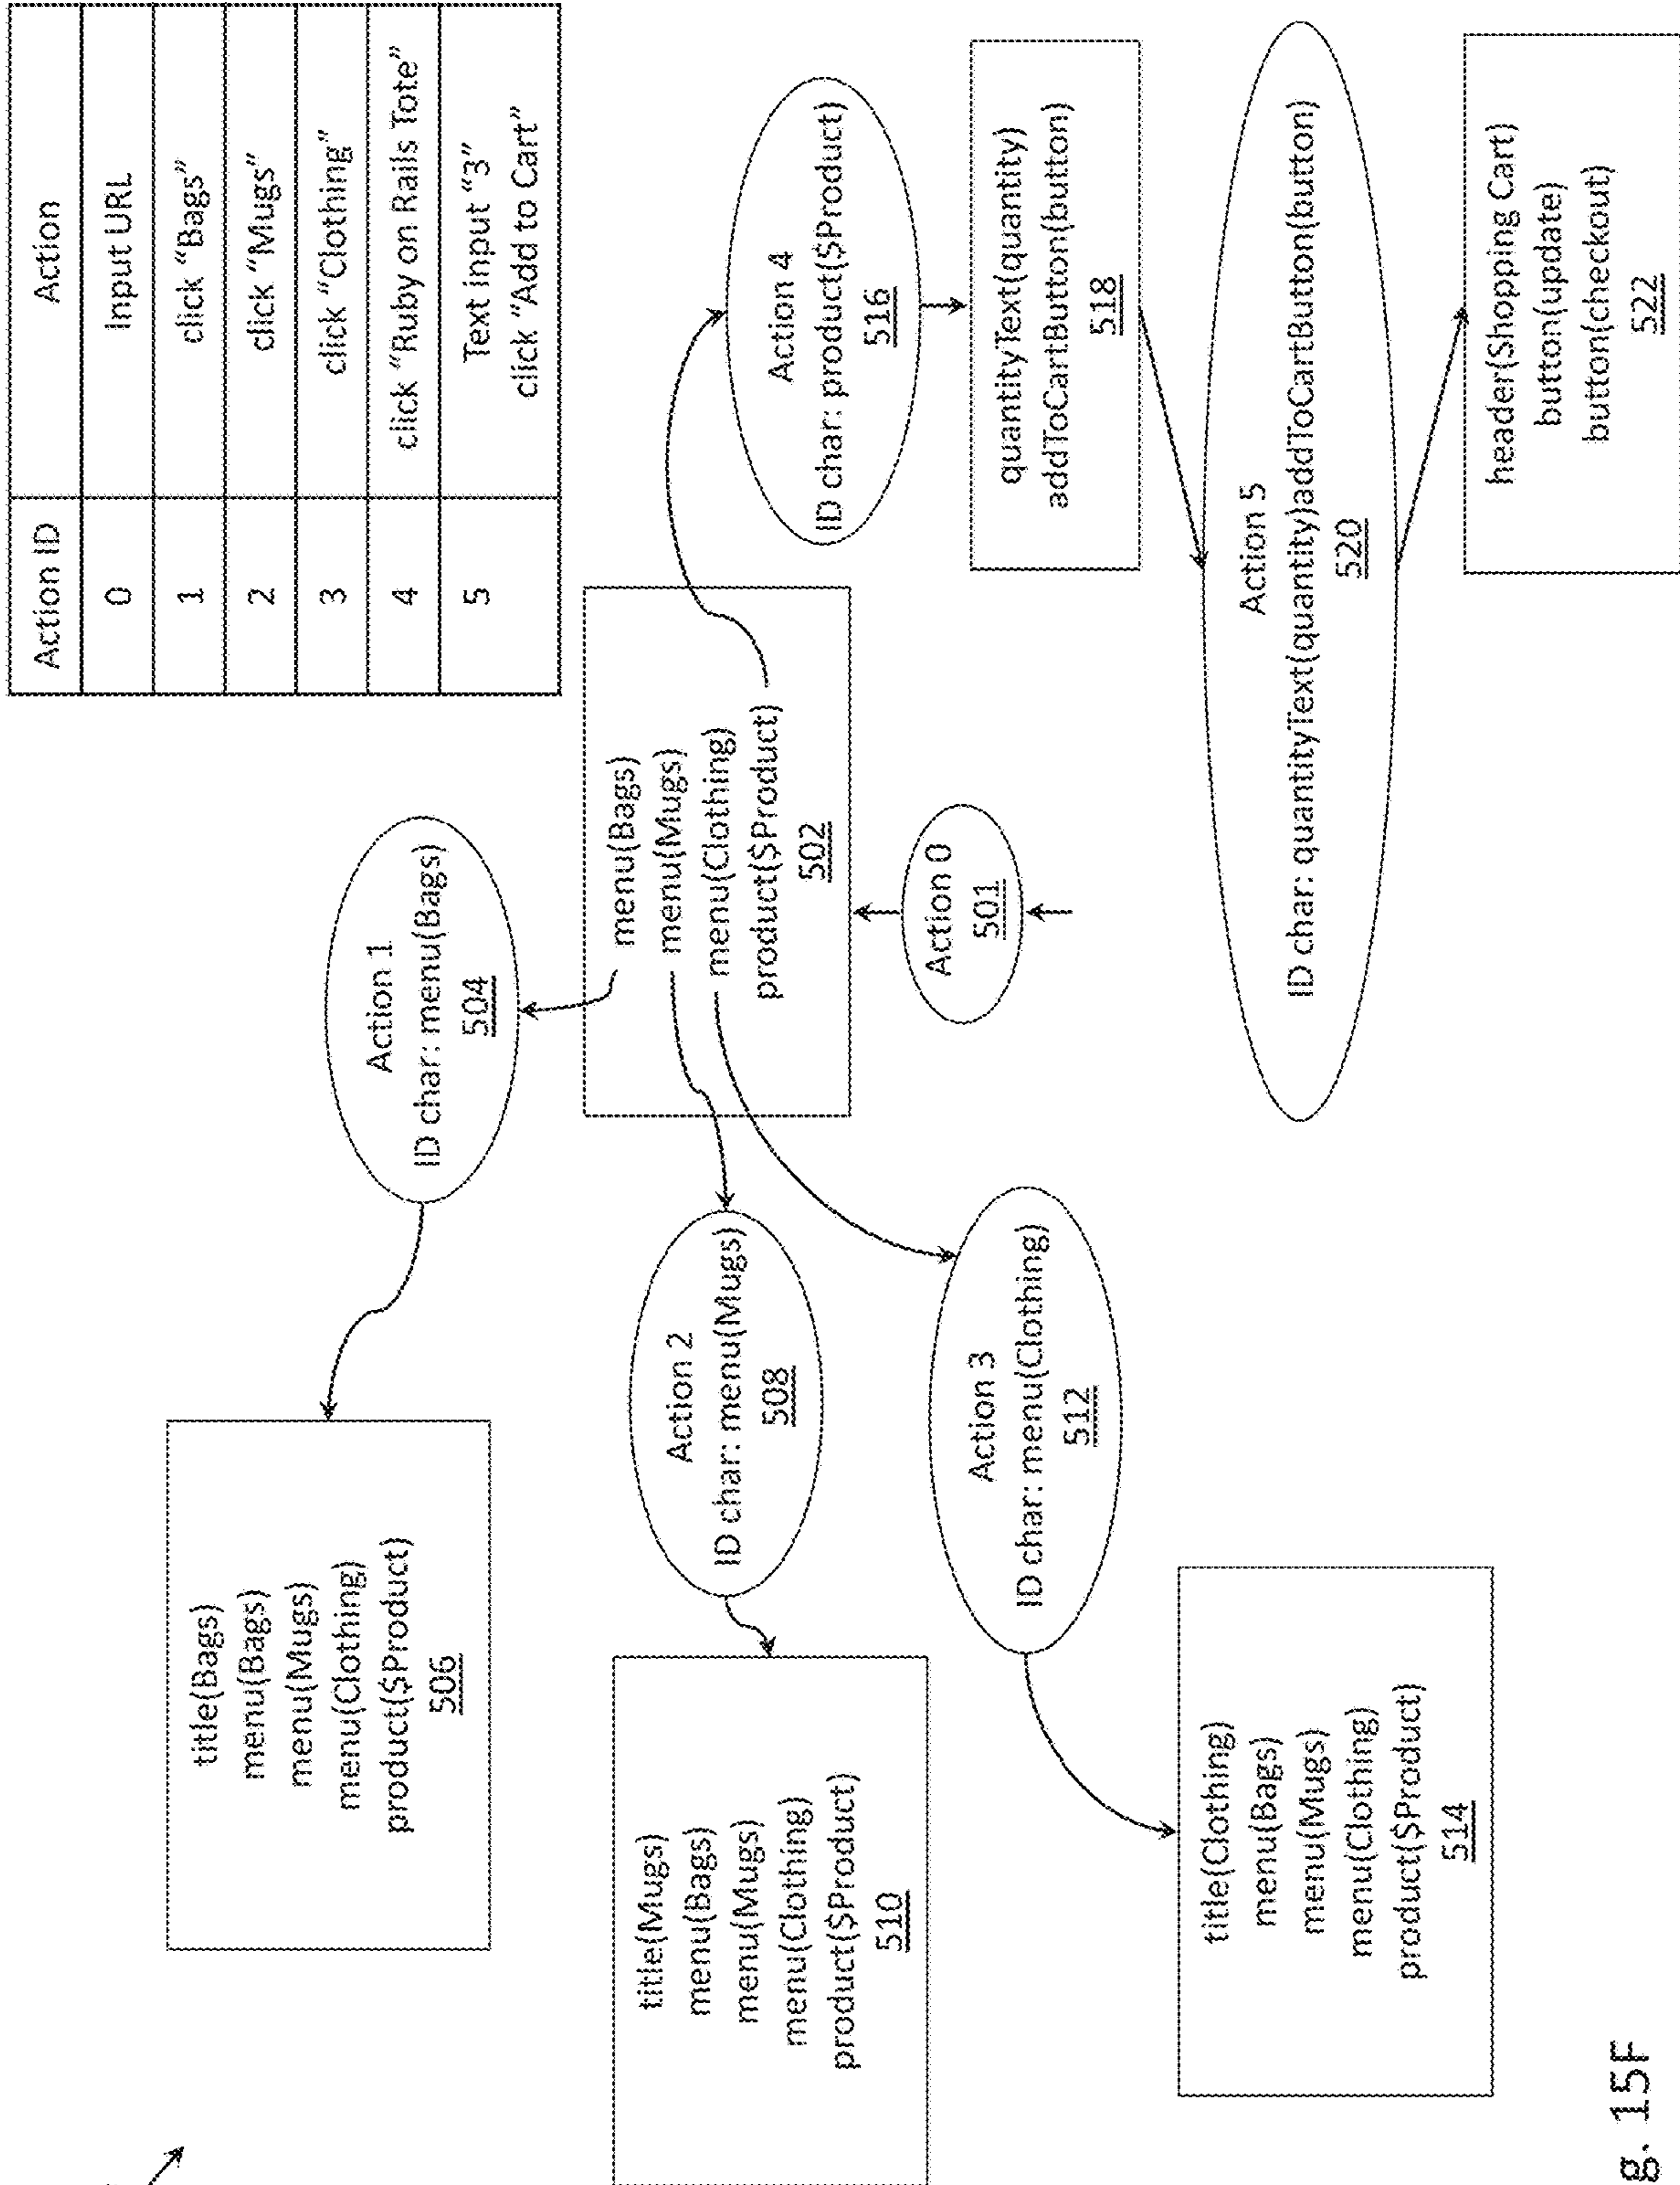 Action ID Action
0 Input URL
1 click “Bags”
2 click “Mugs”
3 click “Clothing”
4 click “Ruby on Rails Tote”
5 Text input “3”
click “Add to Cart”
title(Bags)
menu(Bags)
menu(Mugs)
menu(Clothing)
product($Product)
506
Action 1
ID char: menu(Bags)
504
menu(Bags)
menu(Mugs)
menu(Clothing)
product($Product)
502
Action 0
501
title(Mugs)
menu(Bags)
menu(Mugs)
menu(Clothing)
product($Product)
510
Action 2
ID char: menu(Mugs)
508
Action 3
ID char: menu(Clothing)
512
title(Clothing)
menu(Bags)
menu(Mugs)
menu(Clothing)
product($Product)
514
Action 4
ID char: product($Product)
516
quantityText(quantity)
addToCartButton(button)
518
Action 5
ID char: quantityText(quantity)addToCartButton(button)
520
header(Shopping Cart)
button(update)
button(checkout)
522
g. 15F